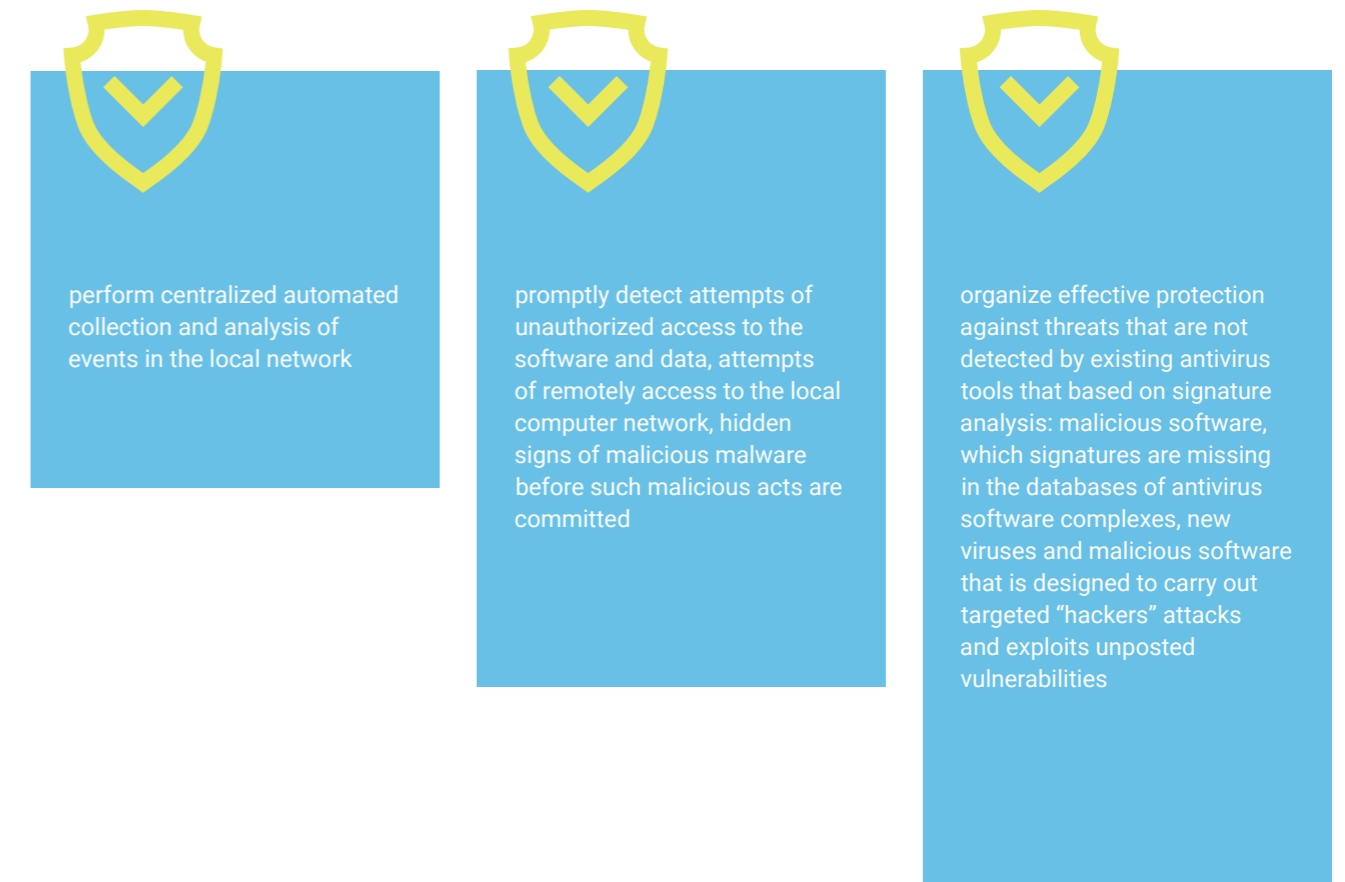 perform centralized automated
collection and analysis of
events in the local network
promptly detect attempts of
unauthorized access to the
software and data, attempts
of remotely access to the local
computer network, hidden
signs of malicious malware
before such malicious acts are
committed
organize effective protection
against threats that are not
detected by existing antivirus
tools that based on signature
analysis: malicious software,
which signatures are missing
in the databases of antivirus
software complexes, new
viruses and malicious software
that is designed to carry out
targeted “hackers” attacks
and exploits unposted
vulnerabilities